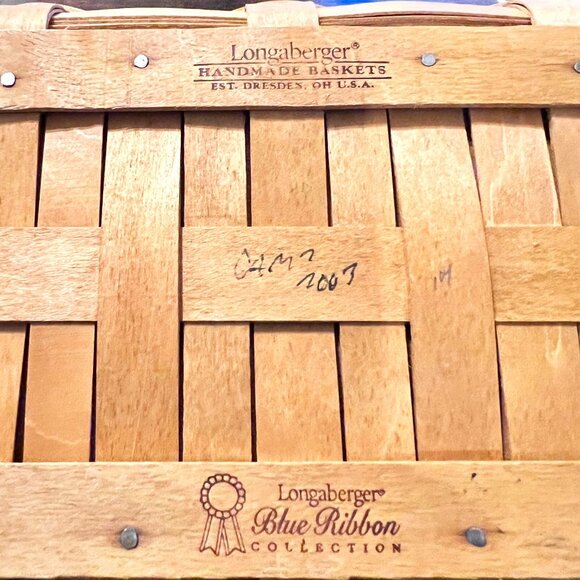 Longaberger®
HANDMADE BASKETS
EST. DRESDEN, OH U.S.A.
2003
Longaberger®
Blue Ribbon
COLLECTION